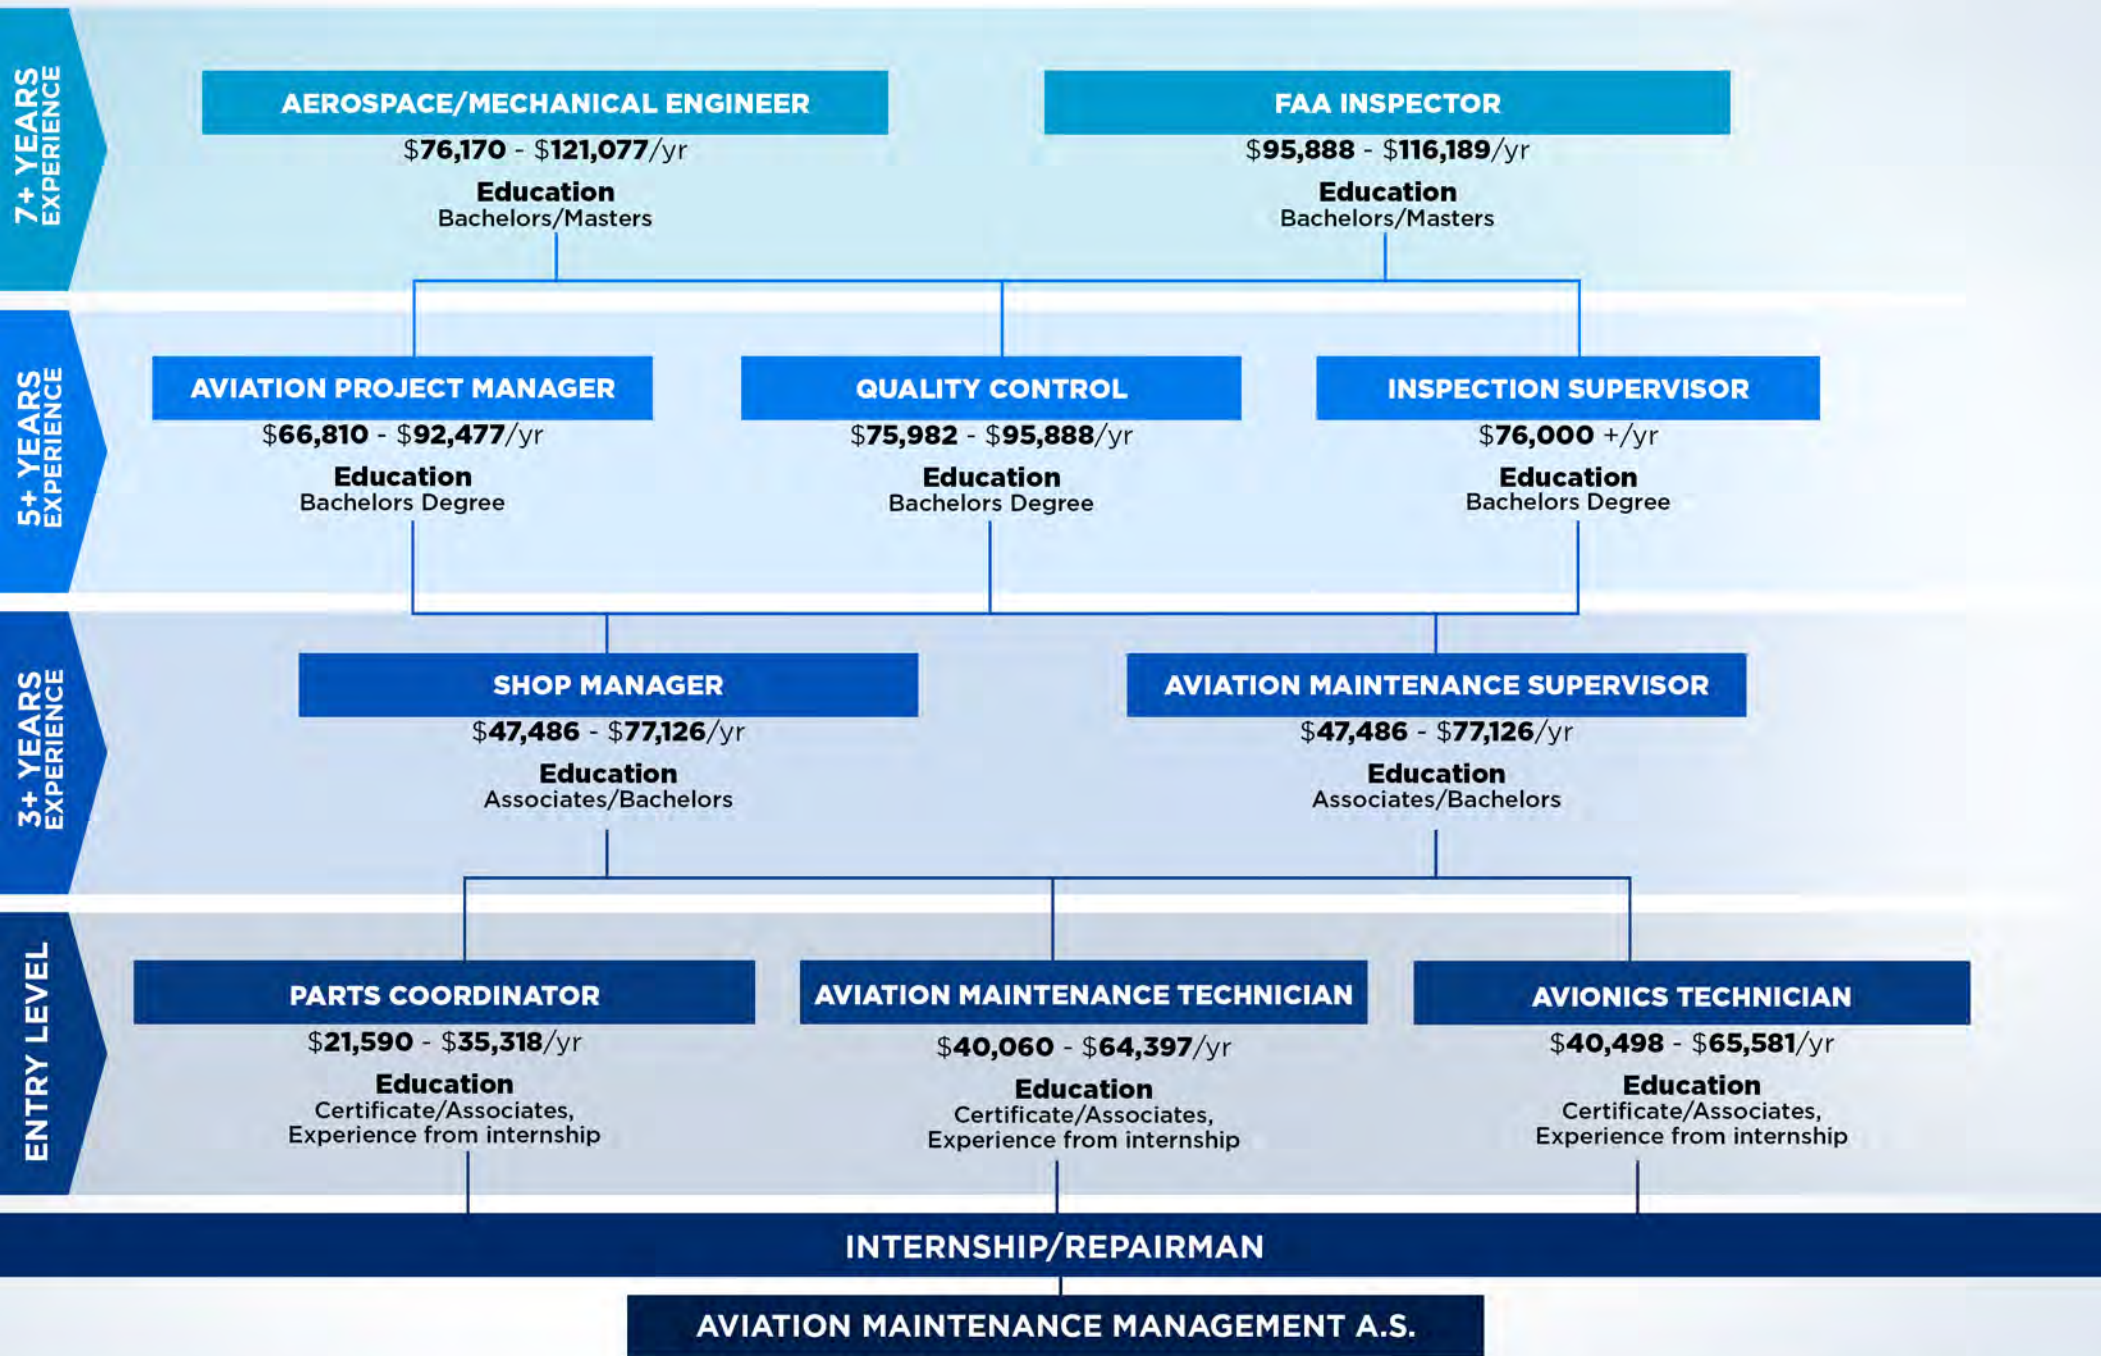 7+ YEARS
EXPERIENCE
AEROSPACE/MECHANICAL ENGINEER
$76,170 - $121,077/yr
Education
Bachelors/Masters
FAA INSPECTOR
$95,888 - $116,189/yr
Education
Bachelors/Masters
5+ YEARS
EXPERIENCE
AVIATION PROJECT MANAGER
$66,810 - $92,477/yr
Education
Bachelors Degree
QUALITY CONTROL
$75,982 - $95,888/yr
Education
Bachelors Degree
INSPECTION SUPERVISOR
$76,000 +/yr
Education
Bachelors Degree
3+ YEARS
EXPERIENCE
SHOP MANAGER
$47,486 - $77,126/yr
Education
Associates/Bachelors
AVIATION MAINTENANCE SUPERVISOR
$47,486 - $77,126/yr
Education
Associates/Bachelors
ENTRY LEVEL
PARTS COORDINATOR
$21,590 - $35,318/yr
Education
Certificate/Associates,
Experience from internship
AVIATION MAINTENANCE TECHNICIAN
$40,060 - $64,397/yr
Education
Certificate/Associates,
Experience from internship
AVIONICS TECHNICIAN
$40,498 - $65,581/yr
Education
Certificate/Associates,
Experience from internship
INTERNSHIP/REPAIRMAN
AVIATION MAINTENANCE MANAGEMENT A.S.